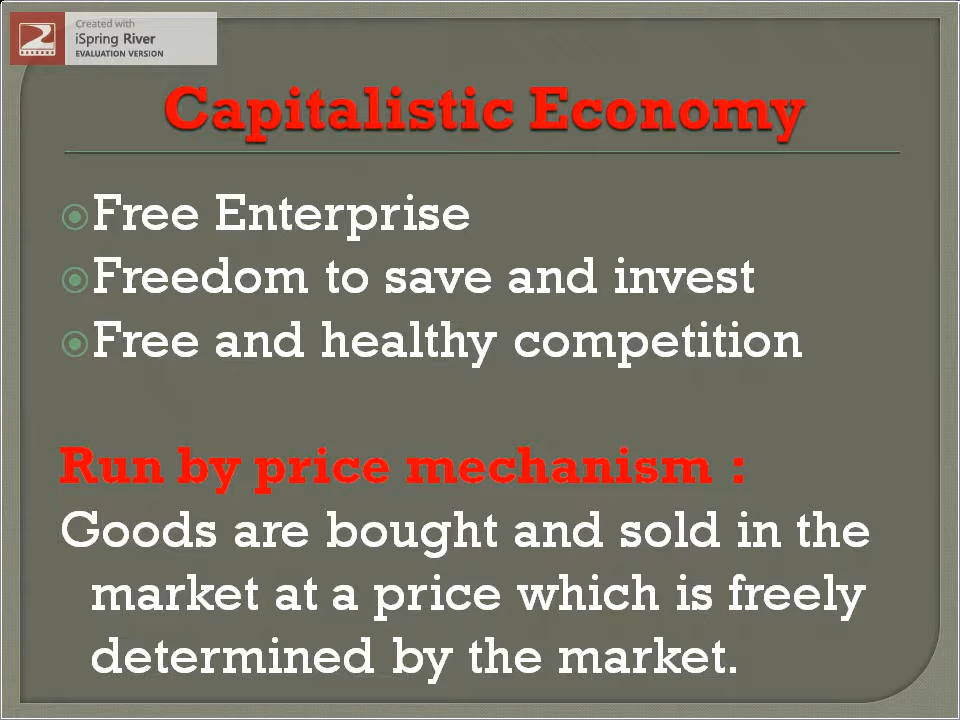 Created with
iSpring River
EVALUATION VERSION
Capitalistic Economy
Free Enterprise
Freedom to save and invest
Free and healthy competition
Run by price mechanism :
Goods are bought and sold in the
market at a price which is freely
determined by the market.